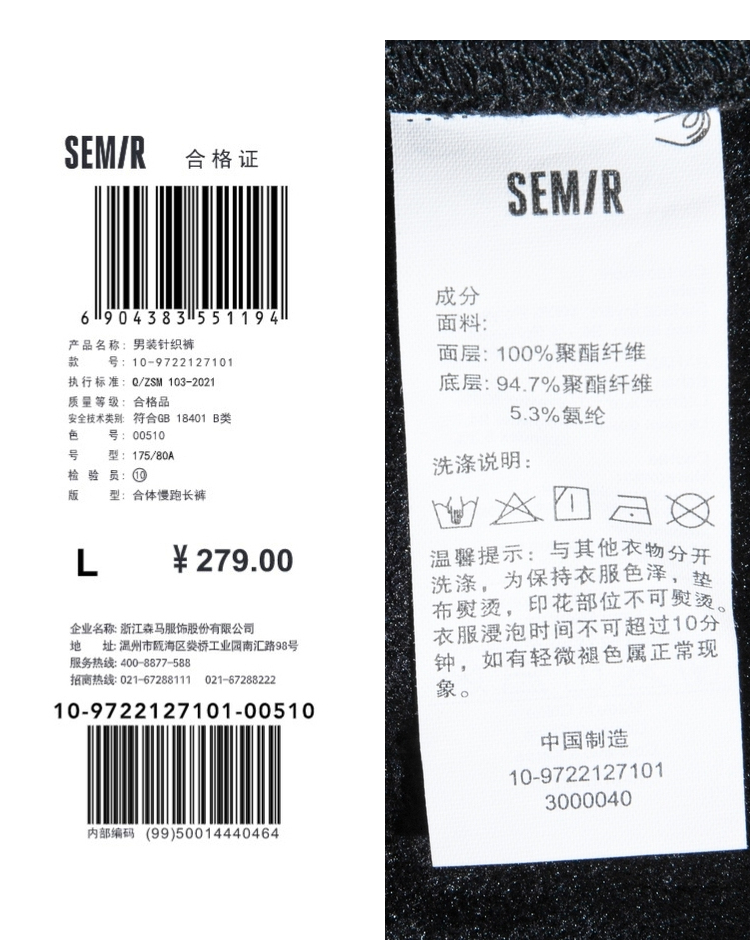 SEMIR 合格证
6 904383 551194
产品名称: 男装针织裤
款号: 10-9722127101
执行标准: Q/ZSM 103-2021
质量等级: 合格品
安全技术类别: 符合GB 18401 B类
色号: 00510
号型: 175/80A
检验员: ⑩
版型: 合体慢跑长裤
L ¥279.00
企业名称: 浙江森马服饰股份有限公司
地址: 温州市瓯海区娄桥工业园南汇路98号
服务热线: 400-8877-588
招商热线: 021-67288111 021-67288222
10-9722127101-00510
内部编码 (99)50014440464
SEMIR
成分
面料:
面层: 100%聚酯纤维
底层: 94.7%聚酯纤维
5.3%氨纶
洗涤说明:
温馨提示: 与其他衣物分开
洗涤，为保持衣服色泽，垫
布熨烫，印花部位不可熨烫。
衣服浸泡时间不可超过10分
钟，如有轻微褪色属正常现
象。
中国制造
10-9722127101
3000040